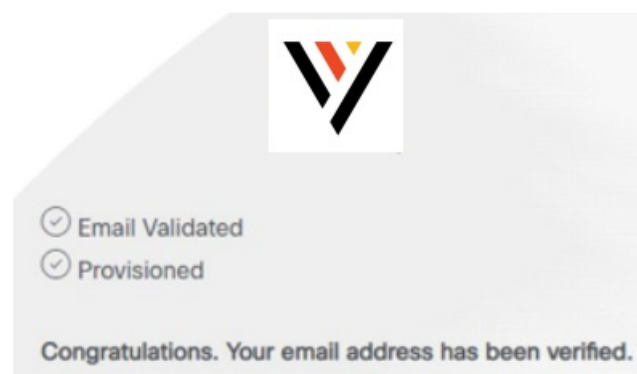 Email Validated
Provisioned
Congratulations. Your email address has been verified.